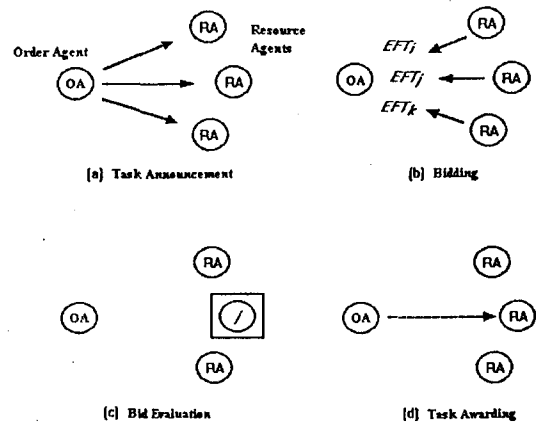 RA
Order Agent
Resource
Agents
OA
RA
RA
(a) Task Announcement
RA
EFTi
OA
EFTj
RA
EFTk
RA
(b) Bidding
RA
OA
/
RA
(c) Bid Evaluation
RA
OA
RA
RA
(d) Task Awarding